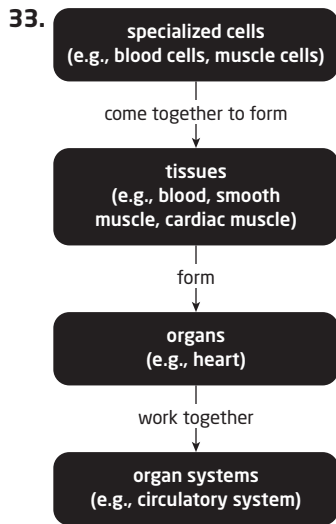 33.
specialized cells
(e.g., blood cells, muscle cells)
come together to form
tissues
(e.g., blood, smooth
muscle, cardiac muscle)
form
organs
(e.g., heart)
work together
organ systems
(e.g., circulatory system)